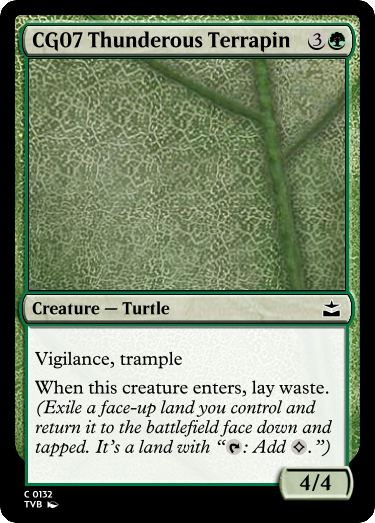 CG07 Thunderous Terrapin 3
Creature — Turtle
Vigilance, trample
When this creature enters, lay waste.
(Exile a face-up land you control and
return it to the battlefield face down and
tapped. It's a land with “: Add .”)
4/4
C 0132
TVB